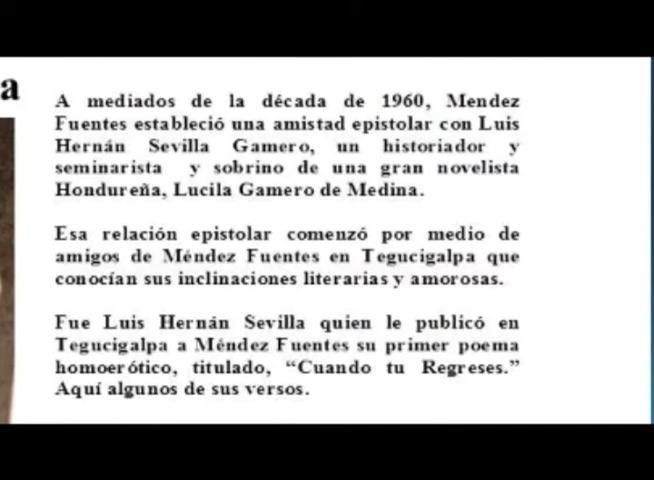 a
A mediados de la década de 1960, Mendez
Fuentes estableció una amistad epistolar con Luis
Hernán Sevilla Gamero, un historiador y
seminarista y sobrino de una gran novelista
Hondureña, Lucila Gamero de Medina.
Esa relación epistolar comenzó por medio de
amigos de Méndez Fuentes en Tegucigalpa que
conocían sus inclinaciones literarias y amorosas.
Fue Luis Hernán Sevilla quien le publicó en
Tegucigalpa a Méndez Fuentes su primer poema
homoerótico, titulado, “Cuando tu Regreses.”
Aquí algunos de sus versos.